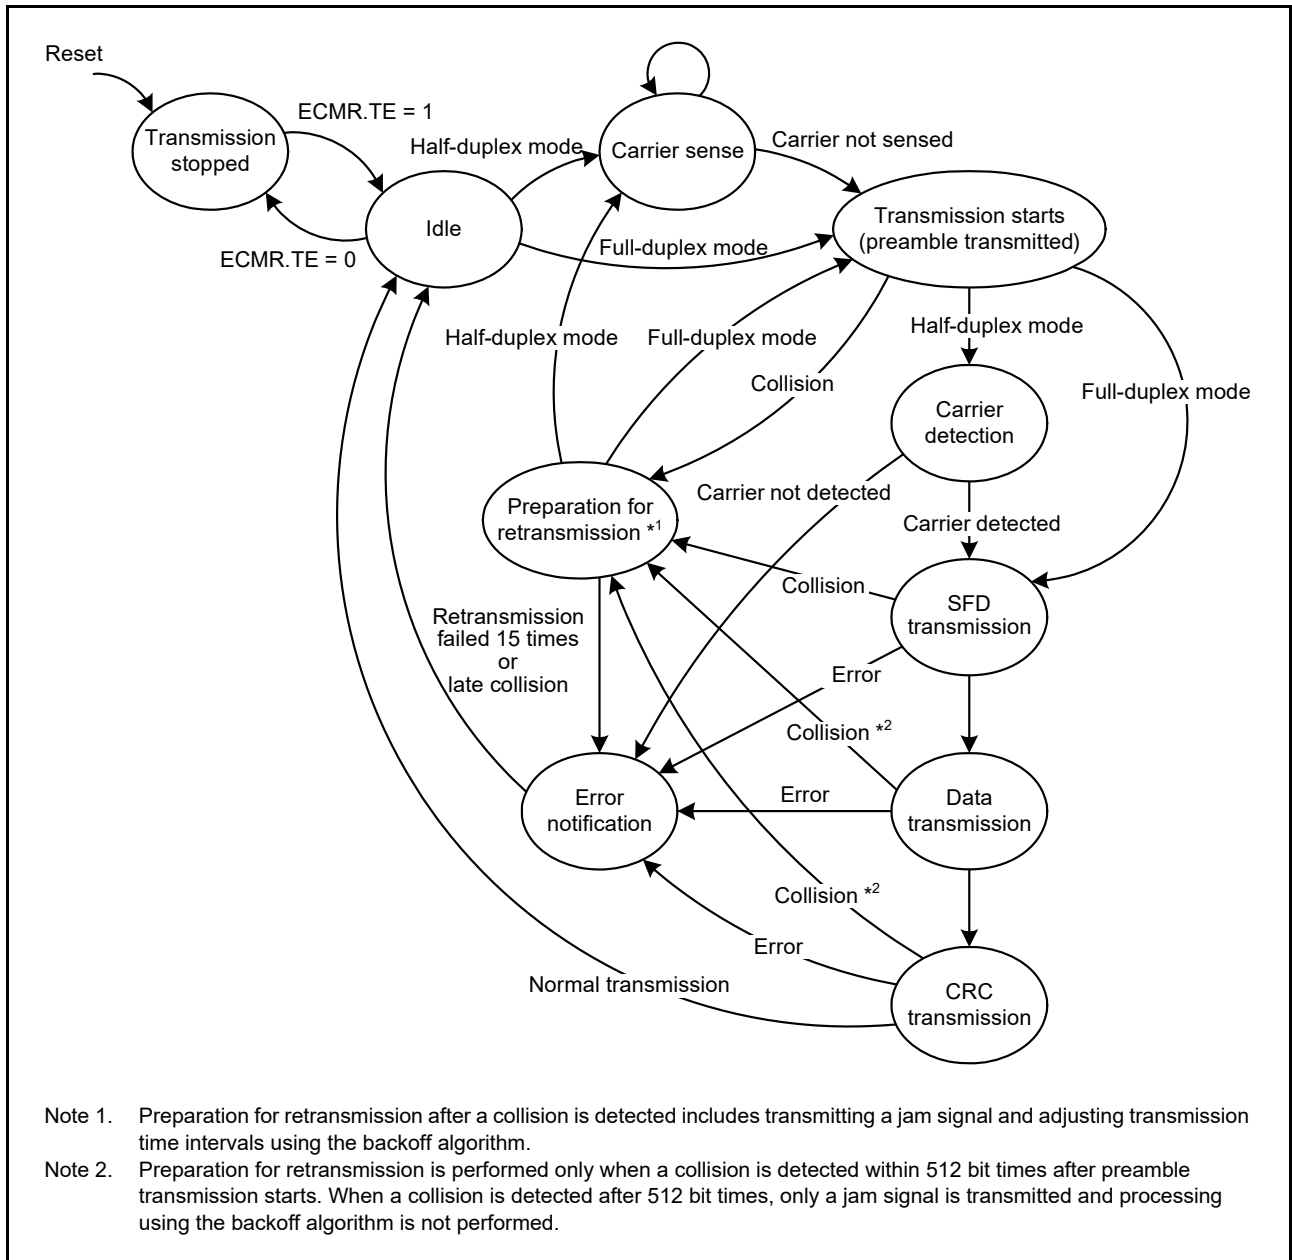 Reset
ECMR.TE = 1
Transmission
stopped
Half-duplex mode
Carrier sense
Carrier not sensed
Idle
Transmission starts
(preamble transmitted)
ECMR.TE = 0
Full-duplex mode
Half-duplex mode
Half-duplex mode
Full-duplex mode
Collision
Full-duplex mode
Carrier
detection
Carrier not detected
Preparation for
retransmission *1
Carrier detected
Collision
SFD
transmission
Retransmission
failed 15 times
or
late collision
Error
Collision *2
Error
notification
Error
Data
transmission
Collision *2
Error
Normal transmission
CRC
transmission
Note 1. Preparation for retransmission after a collision is detected includes transmitting a jam signal and adjusting transmission
time intervals using the backoff algorithm.
Note 2. Preparation for retransmission is performed only when a collision is detected within 512 bit times after preamble
transmission starts. When a collision is detected after 512 bit times, only a jam signal is transmitted and processing
using the backoff algorithm is not performed.